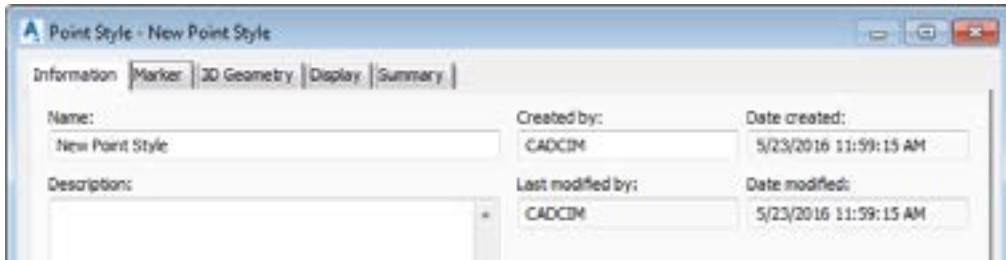 Point Style - New Point Style
Information Marker 3D Geometry Display Summary
Name: Created by: Date created:
New Point Style CADCIM 5/23/2016 11:59:15 AM
Description: Last modified by: Date modified:
CADCIM 5/23/2016 11:59:15 AM